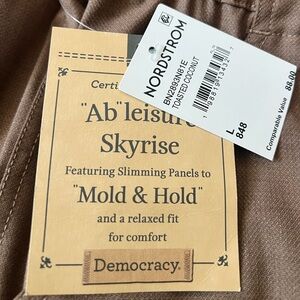 NORDSTROM
BN2893N81E
TOASTED COCONUT
L
848
Comparable Value
88.00
"Ab"leisure
Skyrise
Featuring Slimming Panels to
"Mold & Hold"
and a relaxed fit
for comfort
Democracy